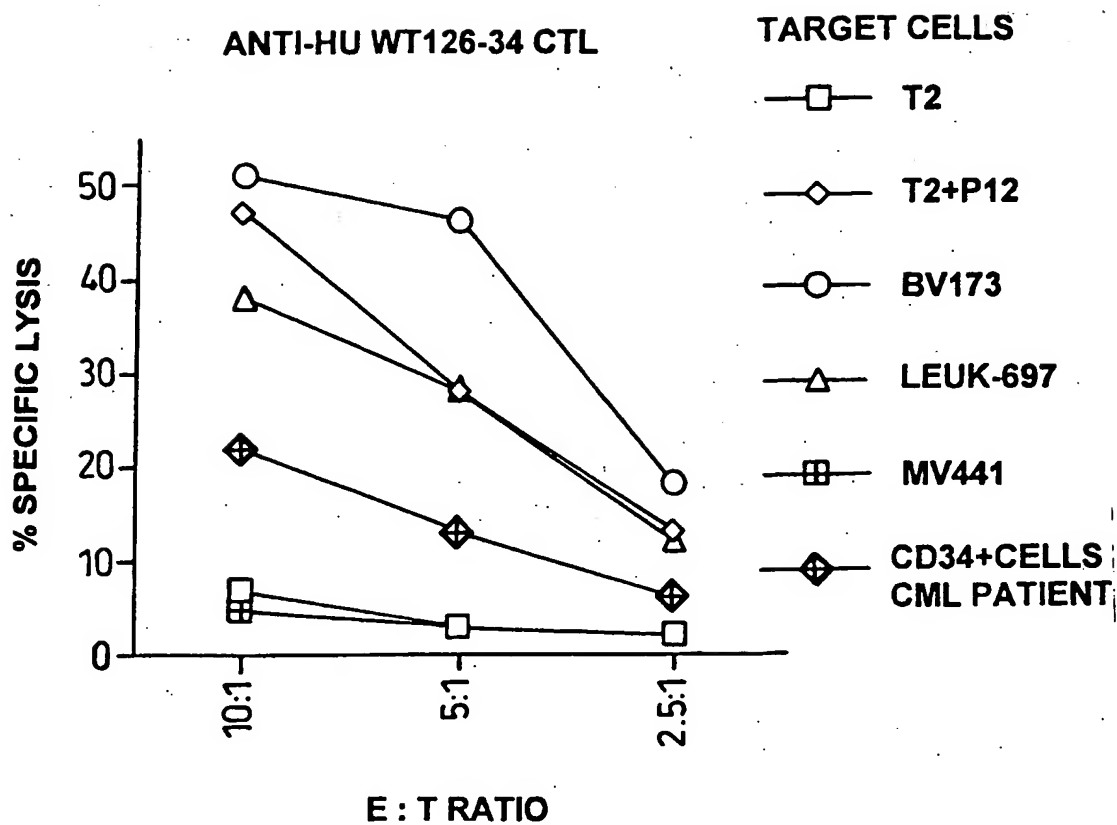 ANTI-HU WT126-34 CTL
TARGET CELLS
T2
T2+P12
BV173
LEUK-697
MV441
CD34+CELLS
CML PATIENT
% SPECIFIC LYSIS
50
40
30
20
10
0
10:1
5:1
2.5:1
E : T RATIO